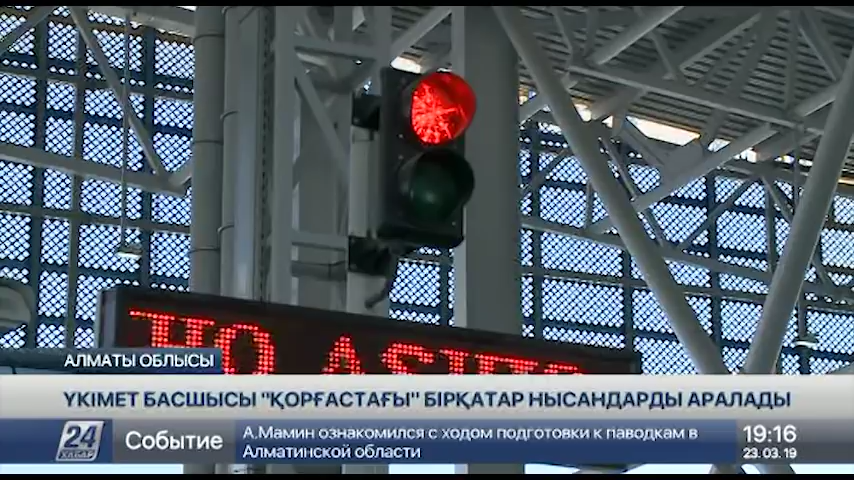 АЛМАТЫ ОБЛЫСЫ
ҮКІМЕТ БАСШЫСЫ "ҚОРҒАСТАҒЫ" БІРҚАТАР НЫСАНДАРДЫ АРАЛАДЫ
24
ХАБАР
Событие
А.Мамин ознакомился с ходом подготовки к паводкам в
Алматинской области
19:16
23.03.19